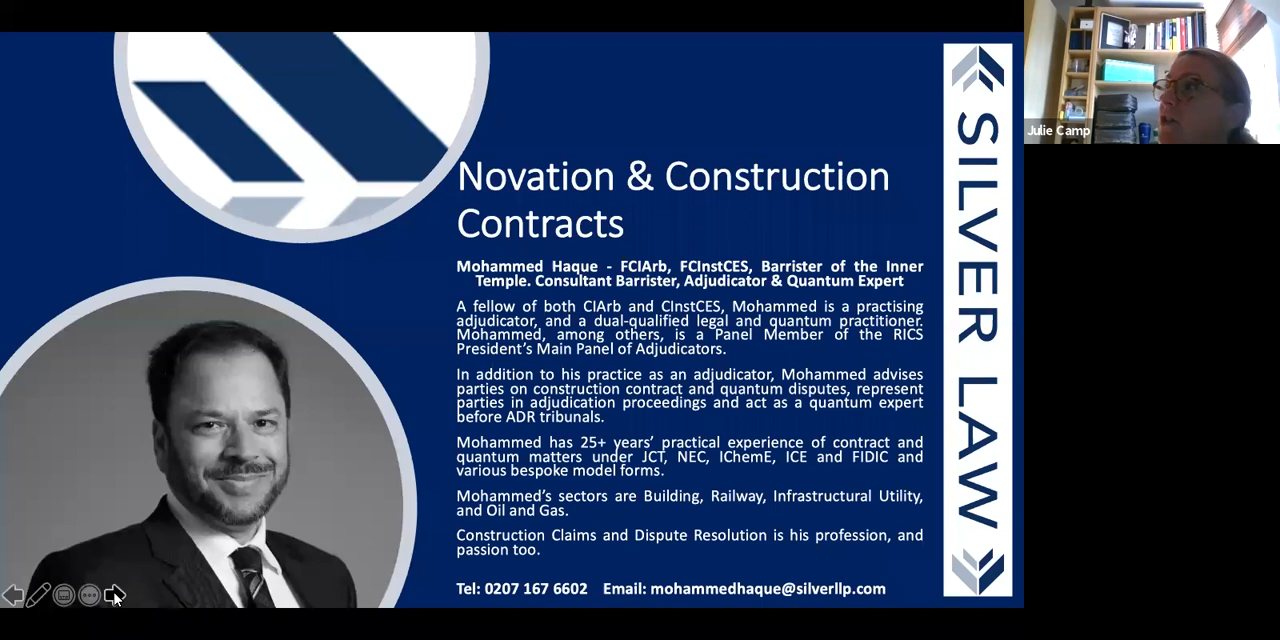 Novation & Construction
Contracts
Mohammed Haque - FCIArb, FCInstCES, Barrister of the Inner
Temple. Consultant Barrister, Adjudicator & Quantum Expert
A fellow of both CIArb and CInstCES, Mohammed is a practising
adjudicator, and a dual-qualified legal and quantum practitioner.
Mohammed, among others, is a Panel Member of the RICS
President’s Main Panel of Adjudicators.
In addition to his practice as an adjudicator, Mohammed advises
parties on construction contract and quantum disputes, represent
parties in adjudication proceedings and act as a quantum expert
before ADR tribunals.
Mohammed has 25+ years’ practical experience of contract and
quantum matters under JCT, NEC, IChemE, ICE and FIDIC and
various bespoke model forms.
Mohammed’s sectors are Building, Railway, Infrastructural Utility,
and Oil and Gas.
Construction Claims and Dispute Resolution is his profession, and
passion too.
Tel: 0207 167 6602 Email: mohammedhaque@silverllp.com
SILVER LAW
Julie Camp